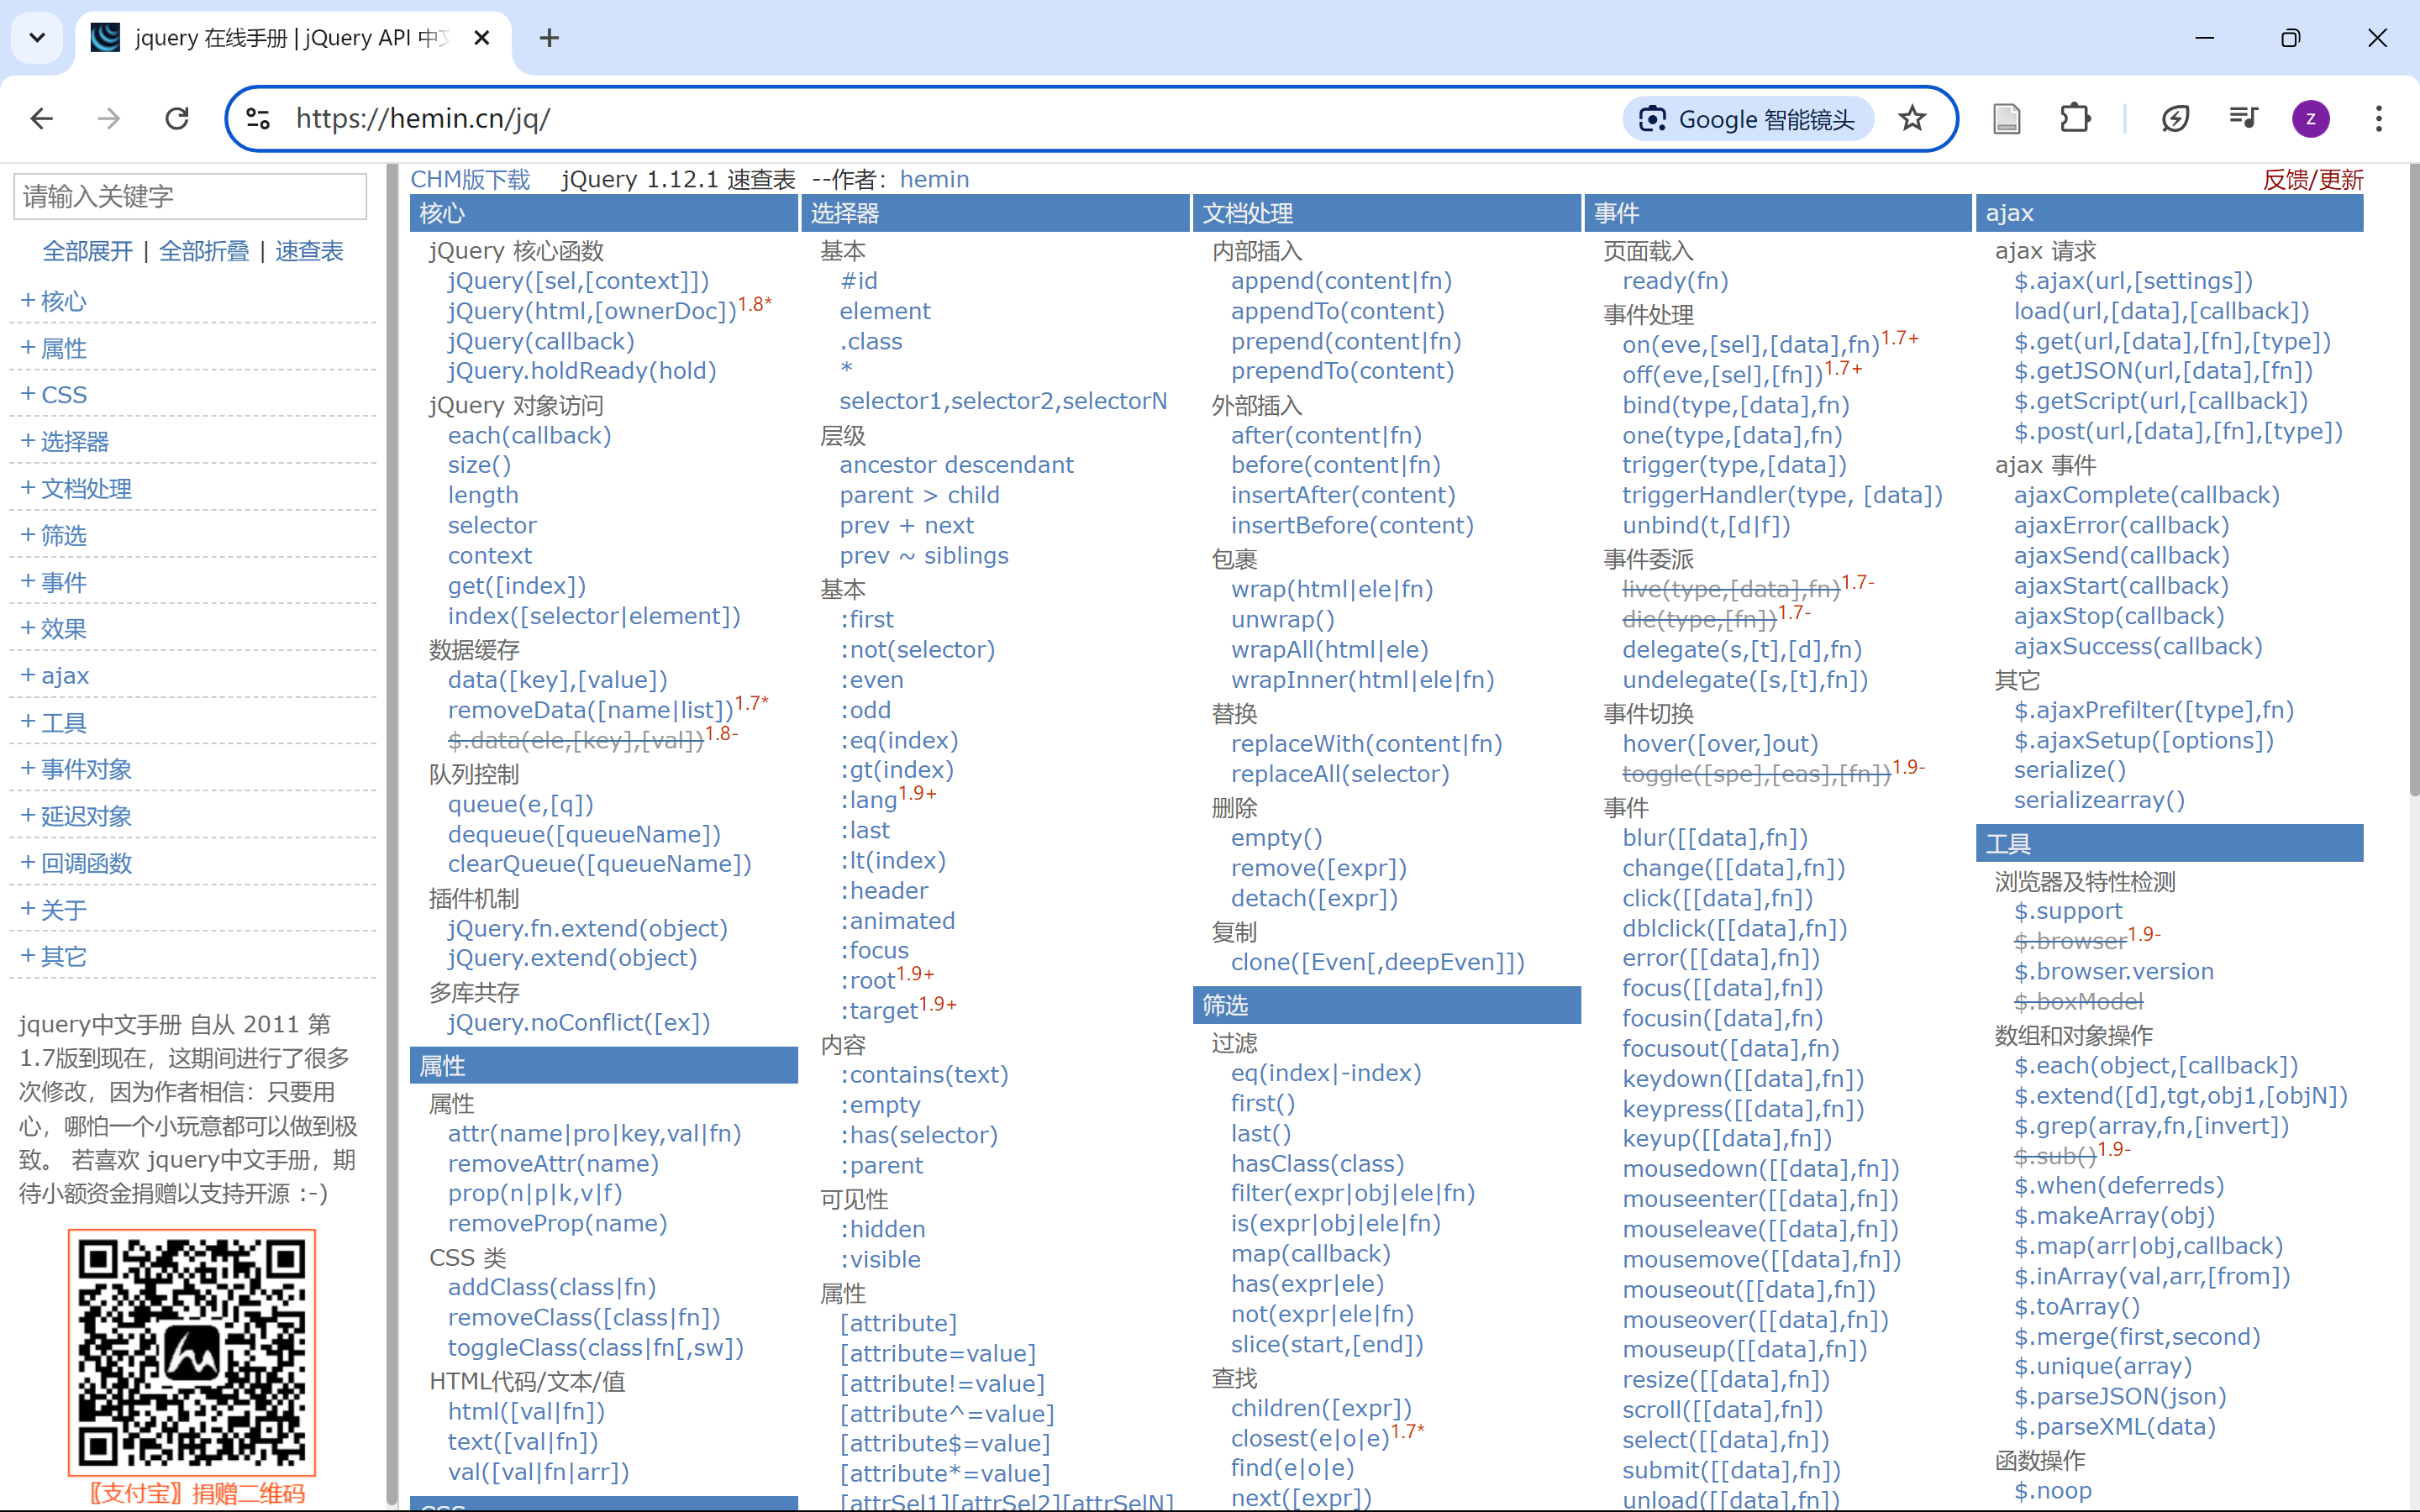 jquery 在线手册 | jQuery API 中文
https://hemin.cn/jq/
Google 智能镜头
z
请输入关键字
全部展开 | 全部折叠 | 速查表
+ 核心
+ 属性
+ CSS
+ 选择器
+ 文档处理
+ 筛选
+ 事件
+ 效果
+ ajax
+ 工具
+ 事件对象
+ 延迟对象
+ 回调函数
+ 关于
+ 其它
jquery中文手册 自从 2011 第
1.7版到现在，这期间进行了很多
次修改，因为作者相信：只要用
心，哪怕一个小玩意都可以做到极
致。 若喜欢 jquery中文手册，期
待小额资金捐赠以支持开源 :-)
〖支付宝〗捐赠二维码
CHM版下载 jQuery 1.12.1 速查表 --作者：hemin
反馈/更新
核心
jQuery 核心函数
jQuery([sel,[context]])
jQuery(html,[ownerDoc])1.8*
jQuery(callback)
jQuery.holdReady(hold)
jQuery 对象访问
each(callback)
size()
length
selector
context
get([index])
index([selector|element])
数据缓存
data([key],[value])
removeData([name|list])1.7*
$.data(ele,[key],[val])1.8-
队列控制
queue(e,[q])
dequeue([queueName])
clearQueue([queueName])
插件机制
jQuery.fn.extend(object)
jQuery.extend(object)
多库共存
jQuery.noConflict([ex])
属性
属性
attr(name|pro|key,val|fn)
removeAttr(name)
prop(n|p|k,v|f)
removeProp(name)
CSS 类
addClass(class|fn)
removeClass([class|fn])
toggleClass(class|fn[,sw])
HTML代码/文本/值
html([val|fn])
text([val|fn])
val([val|fn|arr])
CSS
选择器
基本
#id
element
.class
*
selector1,selector2,selectorN
层级
ancestor descendant
parent > child
prev + next
prev ~ siblings
基本
:first
:not(selector)
:even
:odd
:eq(index)
:gt(index)
:lang1.9+
:last
:lt(index)
:header
:animated
:focus
:root1.9+
:target1.9+
内容
:contains(text)
:empty
:has(selector)
:parent
可见性
:hidden
:visible
属性
[attribute]
[attribute=value]
[attribute!=value]
[attribute^=value]
[attribute$=value]
[attribute*=value]
[attrSel1][attrSel2][attrSelN]
文档处理
内部插入
append(content|fn)
appendTo(content)
prepend(content|fn)
prependTo(content)
外部插入
after(content|fn)
before(content|fn)
insertAfter(content)
insertBefore(content)
包裹
wrap(html|ele|fn)
unwrap()
wrapAll(html|ele)
wrapInner(html|ele|fn)
替换
replaceWith(content|fn)
replaceAll(selector)
删除
empty()
remove([expr])
detach([expr])
复制
clone([Even[,deepEven]])
筛选
过滤
eq(index|-index)
first()
last()
hasClass(class)
filter(expr|obj|ele|fn)
is(expr|obj|ele|fn)
map(callback)
has(expr|ele)
not(expr|ele|fn)
slice(start,[end])
查找
children([expr])
closest(e|o|e)1.7*
find(e|o|e)
next([expr])
事件
页面载入
ready(fn)
事件处理
on(eve,[sel],[data],fn)1.7+
off(eve,[sel],[fn])1.7+
bind(type,[data],fn)
one(type,[data],fn)
trigger(type,[data])
triggerHandler(type, [data])
unbind(t,[d|f])
事件委派
live(type,[data],fn)1.7-
die(type,[fn])1.7-
delegate(s,[t],[d],fn)
undelegate([s,[t],fn])
事件切换
hover([over,]out)
toggle([spe],[eas],[fn])1.9-
事件
blur([[data],fn])
change([[data],fn])
click([[data],fn])
dblclick([[data],fn])
error([[data],fn])
focus([[data],fn])
focusin([data],fn)
focusout([data],fn)
keydown([[data],fn])
keypress([[data],fn])
keyup([[data],fn])
mousedown([[data],fn])
mouseenter([[data],fn])
mouseleave([[data],fn])
mousemove([[data],fn])
mouseout([[data],fn])
mouseover([[data],fn])
mouseup([[data],fn])
resize([[data],fn])
scroll([[data],fn])
select([[data],fn])
submit([[data],fn])
unload([[data],fn])
ajax
ajax 请求
$.ajax(url,[settings])
load(url,[data],[callback])
$.get(url,[data],[fn],[type])
$.getJSON(url,[data],[fn])
$.getScript(url,[callback])
$.post(url,[data],[fn],[type])
ajax 事件
ajaxComplete(callback)
ajaxError(callback)
ajaxSend(callback)
ajaxStart(callback)
ajaxStop(callback)
ajaxSuccess(callback)
其它
$.ajaxPrefilter([type],fn)
$.ajaxSetup([options])
serialize()
serializearray()
工具
浏览器及特性检测
$.support
$.browser1.9-
$.browser.version
$.boxModel
数组和对象操作
$.each(object,[callback])
$.extend([d],tgt,obj1,[objN])
$.grep(array,fn,[invert])
$.sub()1.9-
$.when(deferreds)
$.makeArray(obj)
$.map(arr|obj,callback)
$.inArray(val,arr,[from])
$.toArray()
$.merge(first,second)
$.unique(array)
$.parseJSON(json)
$.parseXML(data)
函数操作
$.noop